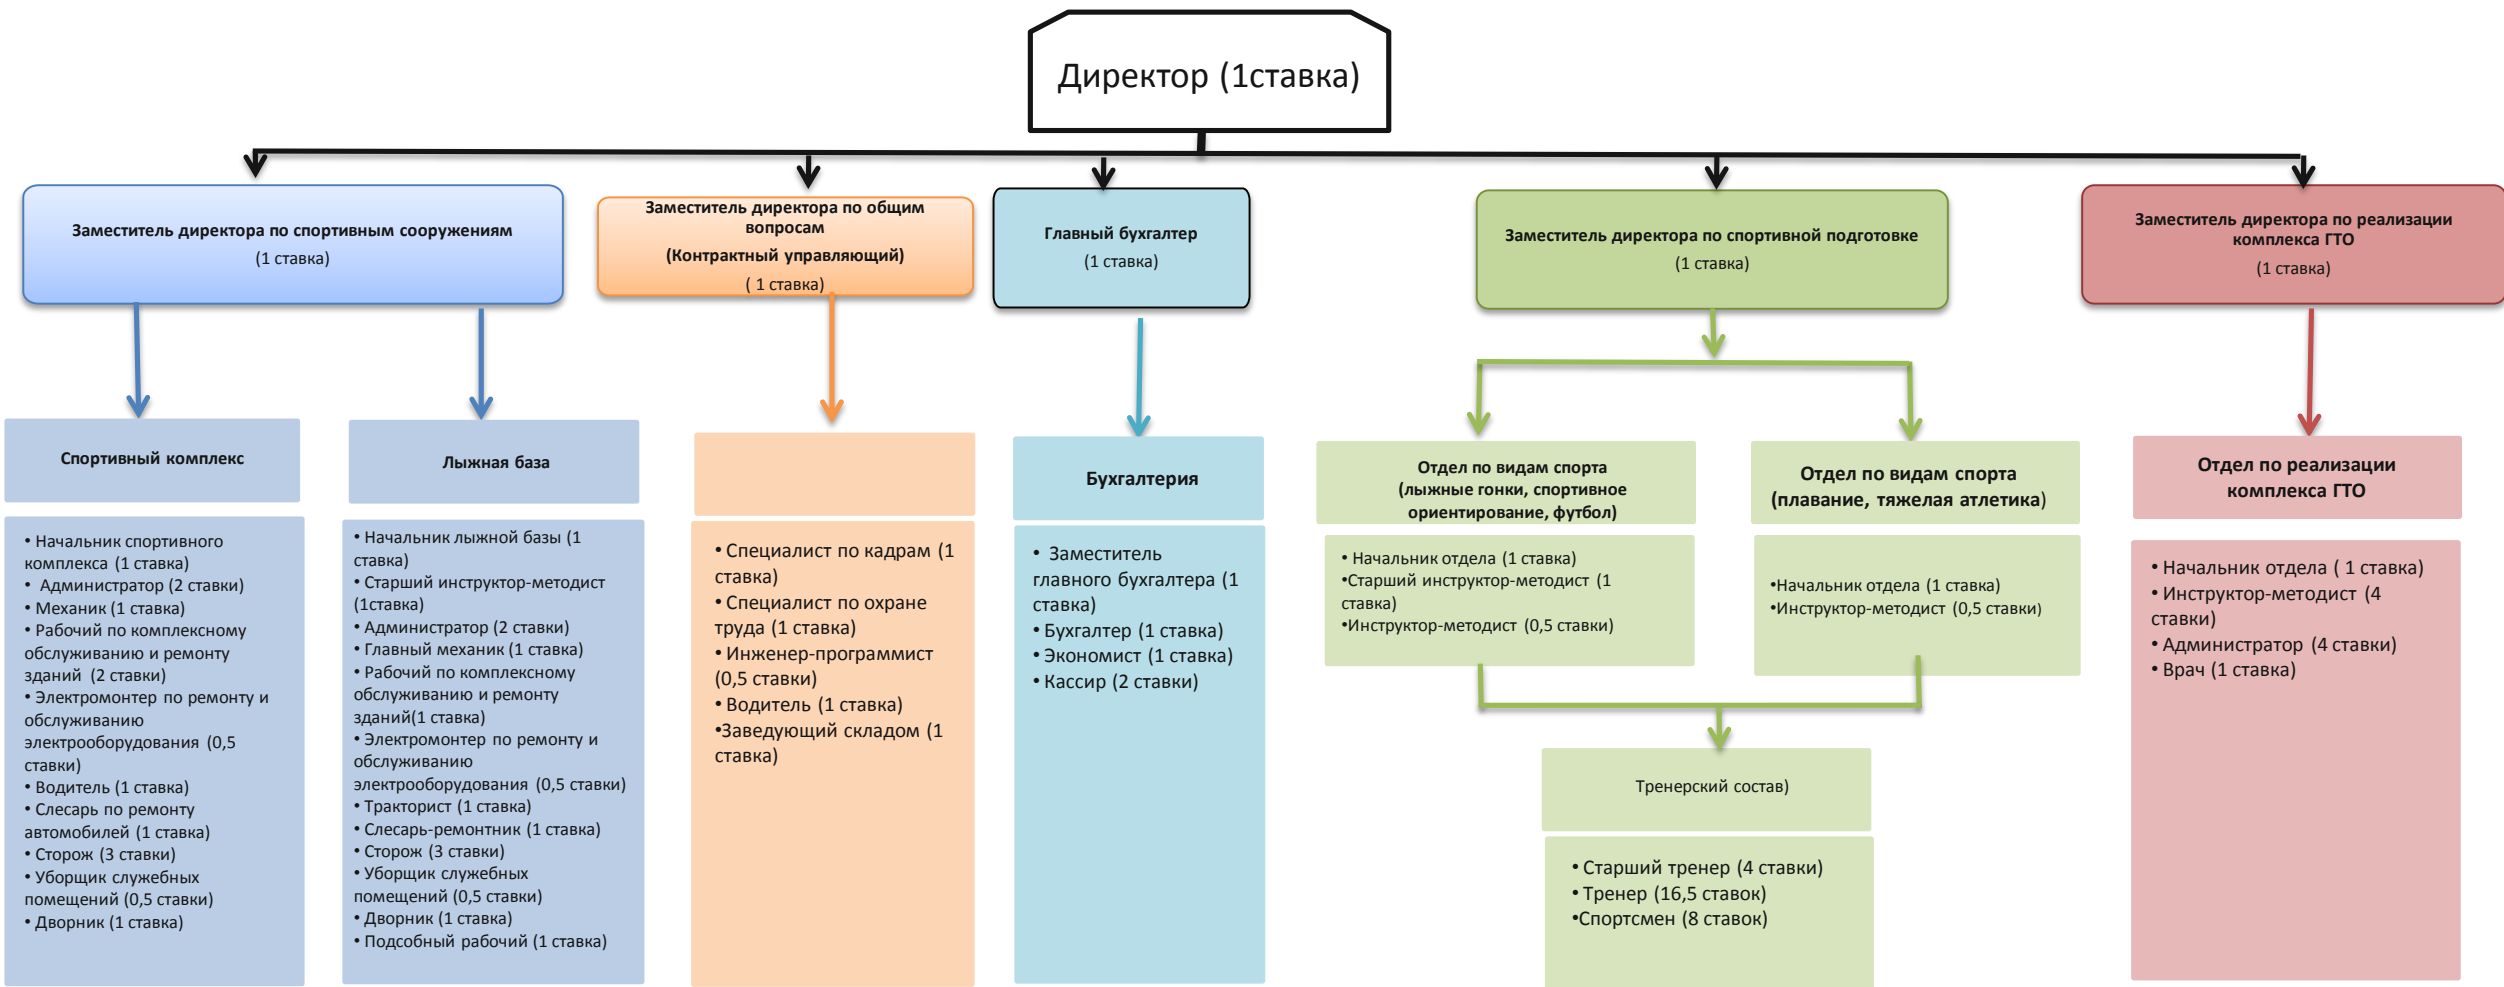 Директор (1ставка)
Заместитель директора по спортивным сооружениям
(1 ставка)
Заместитель директора по общим
вопросам
(Контрактный управляющий)
( 1 ставка)
Главный бухгалтер
(1 ставка)
Заместитель директора по спортивной подготовке
(1 ставка)
Заместитель директора по реализации
комплекса ГТО
(1 ставка)
Спортивный комплекс
• Начальник спортивного
комплекса (1 ставка)
• Администратор (2 ставки)
• Механик (1 ставка)
• Рабочий по комплексному
обслуживанию и ремонту
зданий (2 ставки)
• Электромонтер по ремонту и
обслуживанию
электрооборудования (0,5
ставки)
• Водитель (1 ставка)
• Слесарь по ремонту
автомобилей (1 ставка)
• Сторож (3 ставки)
• Уборщик служебных
помещений (0,5 ставки)
• Дворник (1 ставка)
Лыжная база
• Начальник лыжной базы (1
ставка)
• Старший инструктор-методист
(1ставка)
• Администратор (2 ставки)
• Главный механик (1 ставка)
• Рабочий по комплексному
обслуживанию и ремонту
зданий(1 ставка)
• Электромонтер по ремонту и
обслуживанию
электрооборудования (0,5 ставки)
• Тракторист (1 ставка)
• Слесарь-ремонтник (1 ставка)
• Сторож (3 ставки)
• Уборщик служебных
помещений (0,5 ставки)
• Дворник (1 ставка)
• Подсобный рабочий (1 ставка)
• Специалист по кадрам (1
ставка)
• Специалист по охране
труда (1 ставка)
• Инженер-программист
(0,5 ставки)
• Водитель (1 ставка)
•Заведующий складом (1
ставка)
Бухгалтерия
• Заместитель
главного бухгалтера (1
ставка)
• Бухгалтер (1 ставка)
• Экономист (1 ставка)
• Кассир (2 ставки)
Отдел по видам спорта
(лыжные гонки, спортивное
ориентирование, футбол)
• Начальник отдела (1 ставка)
•Старший инструктор-методист (1
ставка)
•Инструктор-методист (0,5 ставки)
Отдел по видам спорта
(плавание, тяжелая атлетика)
•Начальник отдела (1 ставка)
•Инструктор-методист (0,5 ставки)
Тренерский состав)
• Старший тренер (4 ставки)
• Тренер (16,5 ставок)
•Спортсмен (8 ставок)
Отдел по реализации
комплекса ГТО
• Начальник отдела ( 1 ставка)
• Инструктор-методист (4
ставки)
• Администратор (4 ставки)
• Врач (1 ставка)